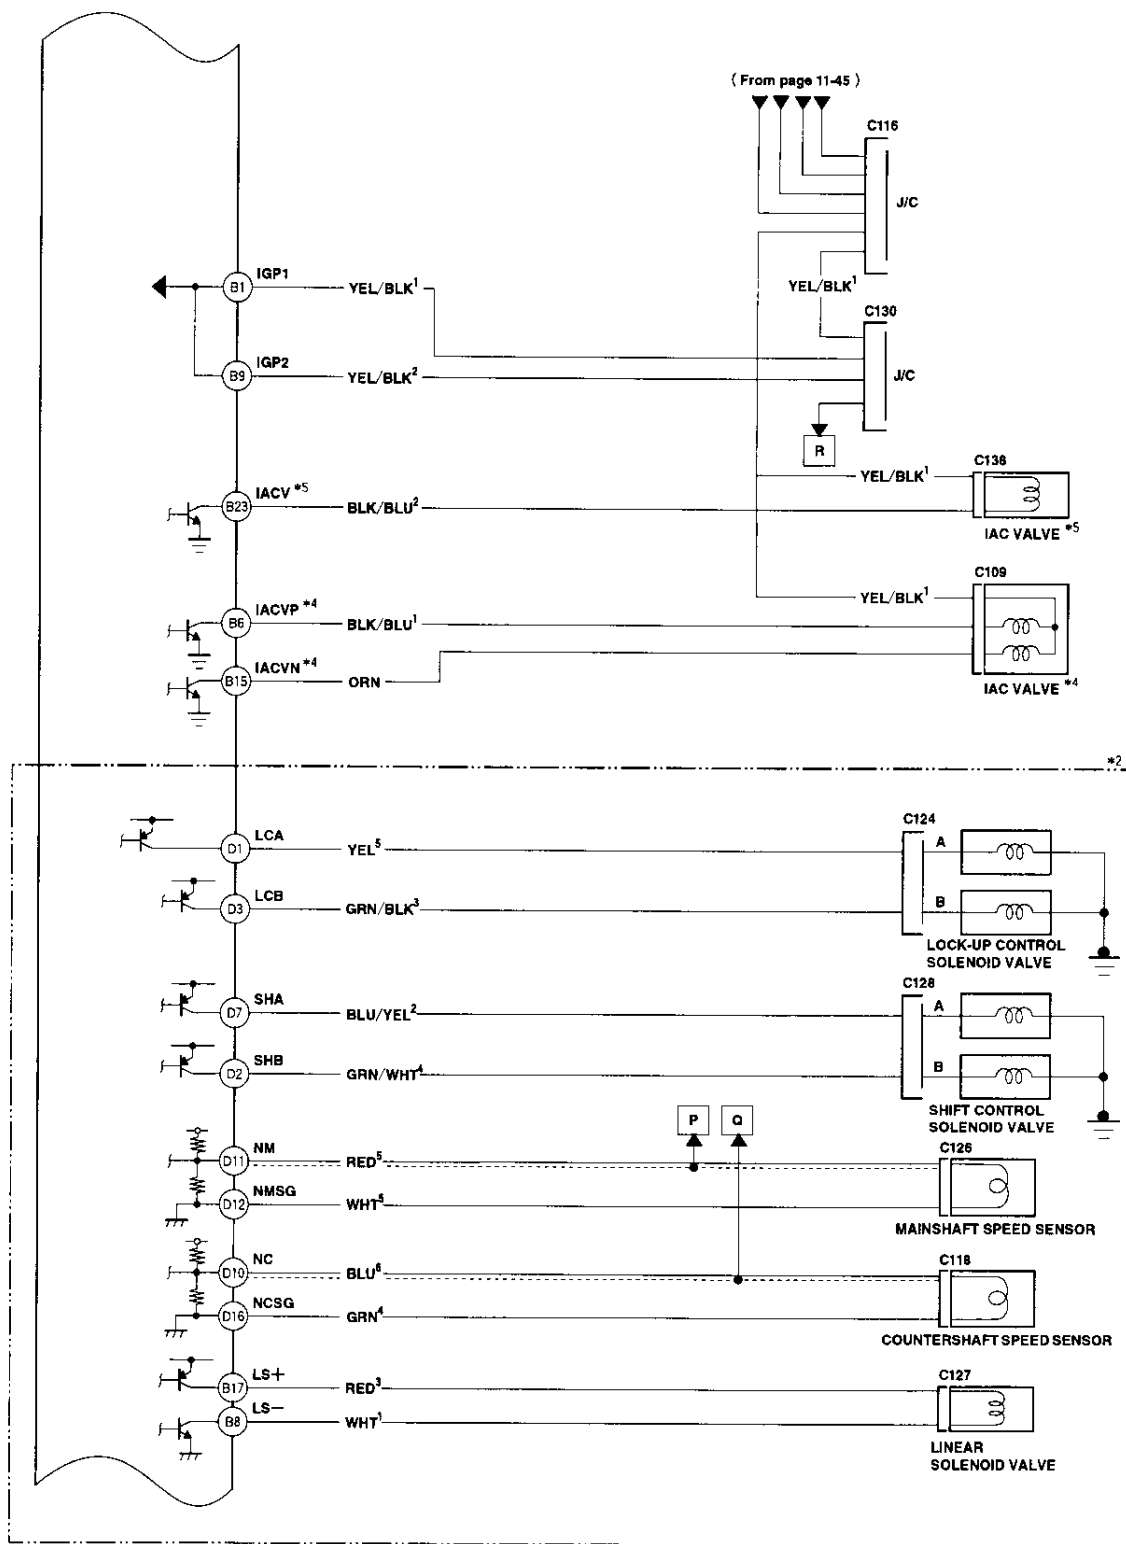 ( From page 11-45 )
C116
J/C
IGP1
B1
YEL/BLK¹
YEL/BLK¹
C130
IGP2
B9
YEL/BLK²
J/C
R
C138
YEL/BLK¹
IACV *5
B23
BLK/BLU²
IAC VALVE *5
C109
YEL/BLK¹
IACVP *4
B6
BLK/BLU¹
IACVN *4
B15
ORN
IAC VALVE *4
*2
LCA
D1
YEL⁵
C124
A
LCB
D3
GRN/BLK³
B
LOCK-UP CONTROL
SOLENOID VALVE
SHA
D7
BLU/YEL²
C128
A
SHB
D2
GRN/WHT⁴
B
SHIFT CONTROL
SOLENOID VALVE
P
Q
NM
D11
RED⁵
C126
NMSG
D12
WHT⁵
MAINSHAFT SPEED SENSOR
NC
D10
BLU⁶
C118
NCSG
D16
GRN⁴
COUNTERSHAFT SPEED SENSOR
LS+
B17
RED³
C127
LS−
B8
WHT¹
LINEAR
SOLENOID VALVE